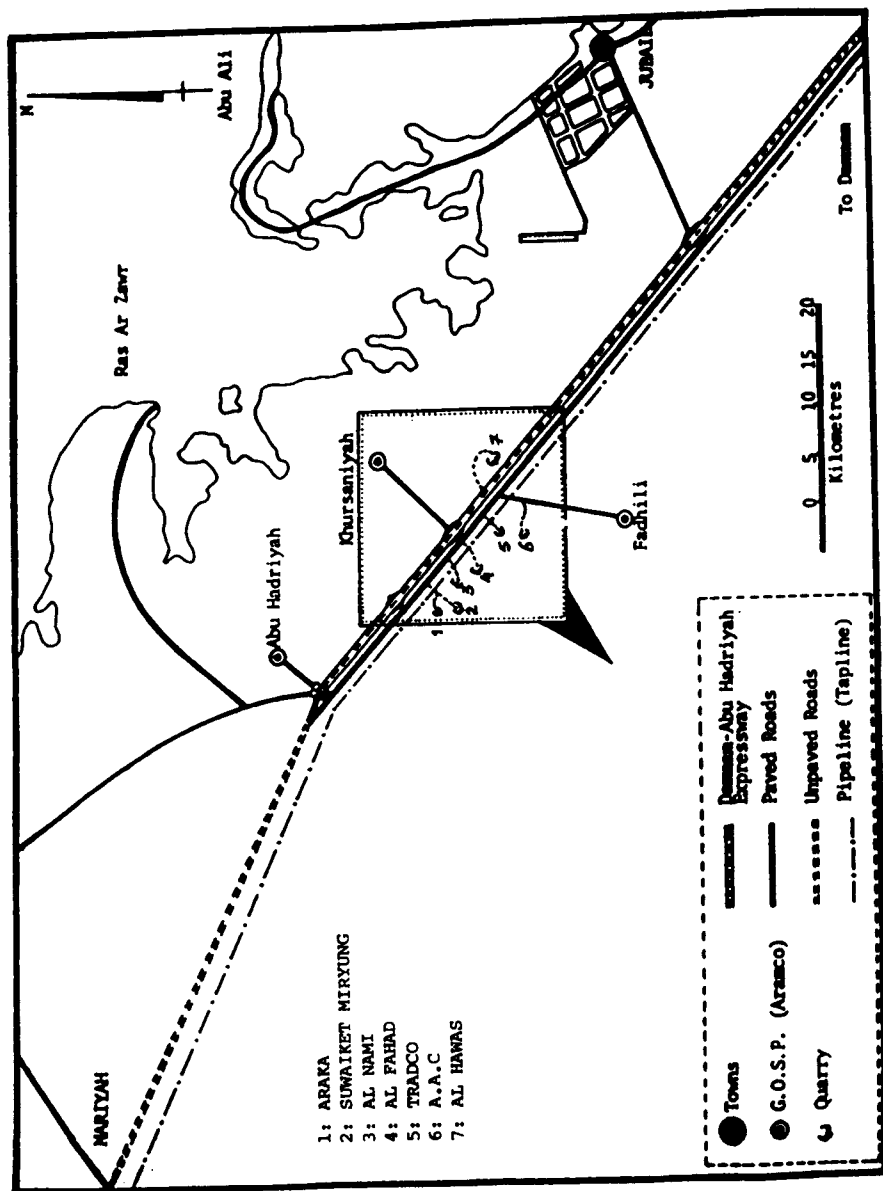 N
Abu Ali
Ras Ar Zawr
JUBAIL
To Dammam
Khursaniyah
Abu Hadriyah
Fadhili
1
2
3
4
5
6
7
0 5 10 15 20
Kilometres
MARIYAH
1: ARAKA
2: SUWAIKET MIRYUNG
3: AL NAMI
4: AL FAHAD
5: TRADCO
6: A.A.C
7: AL HAWAS
Towns
G.O.S.P. (Aramco)
Quarry
Dammam-Abu Hadriyah
Expressway
Paved Roads
Unpaved Roads
Pipeline (Tapline)